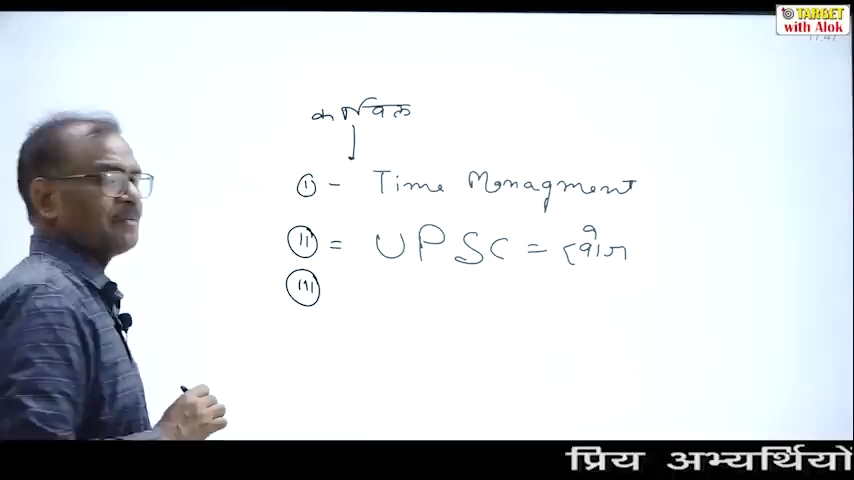 TARGET
with Alok
(I) - Time Managment
(II) = UPSC =
(III)
प्रिय अभ्यर्थियों